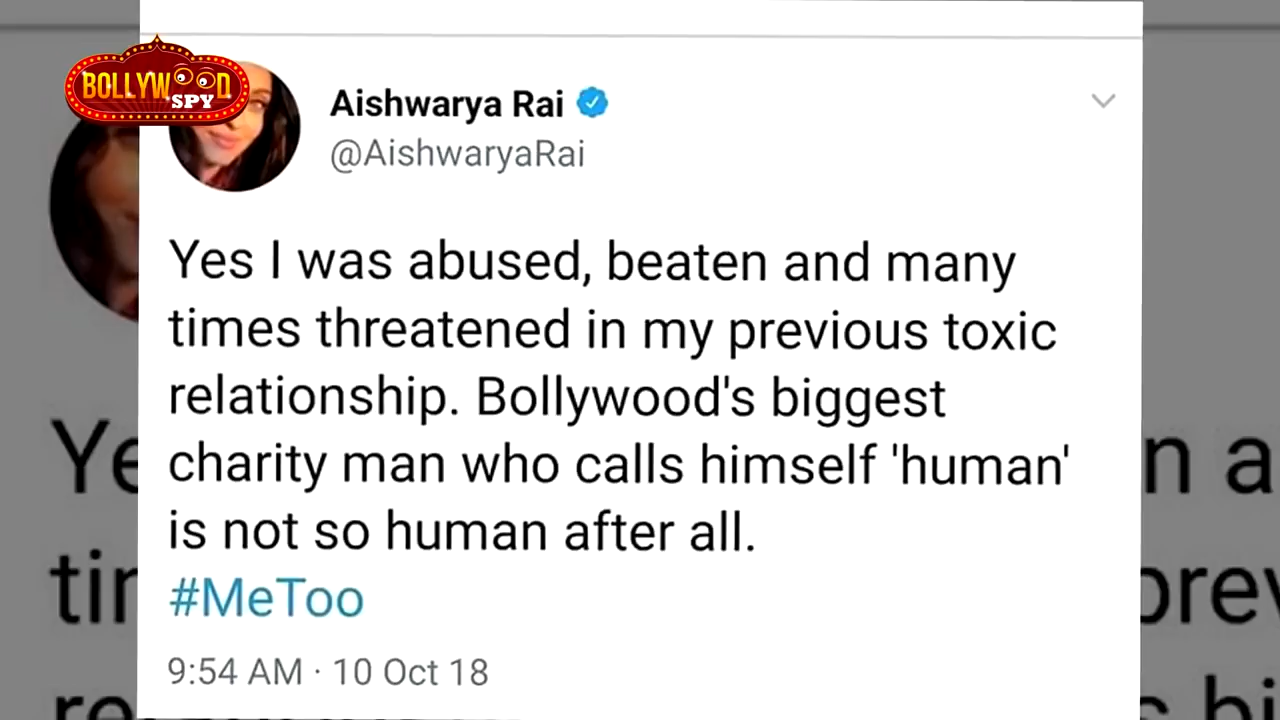 BOLLYWOOD
SPY
Aishwarya Rai
@AishwaryaRai
Yes I was abused, beaten and many
times threatened in my previous toxic
relationship. Bollywood's biggest
charity man who calls himself 'human'
is not so human after all.
#MeToo
9:54 AM · 10 Oct 18